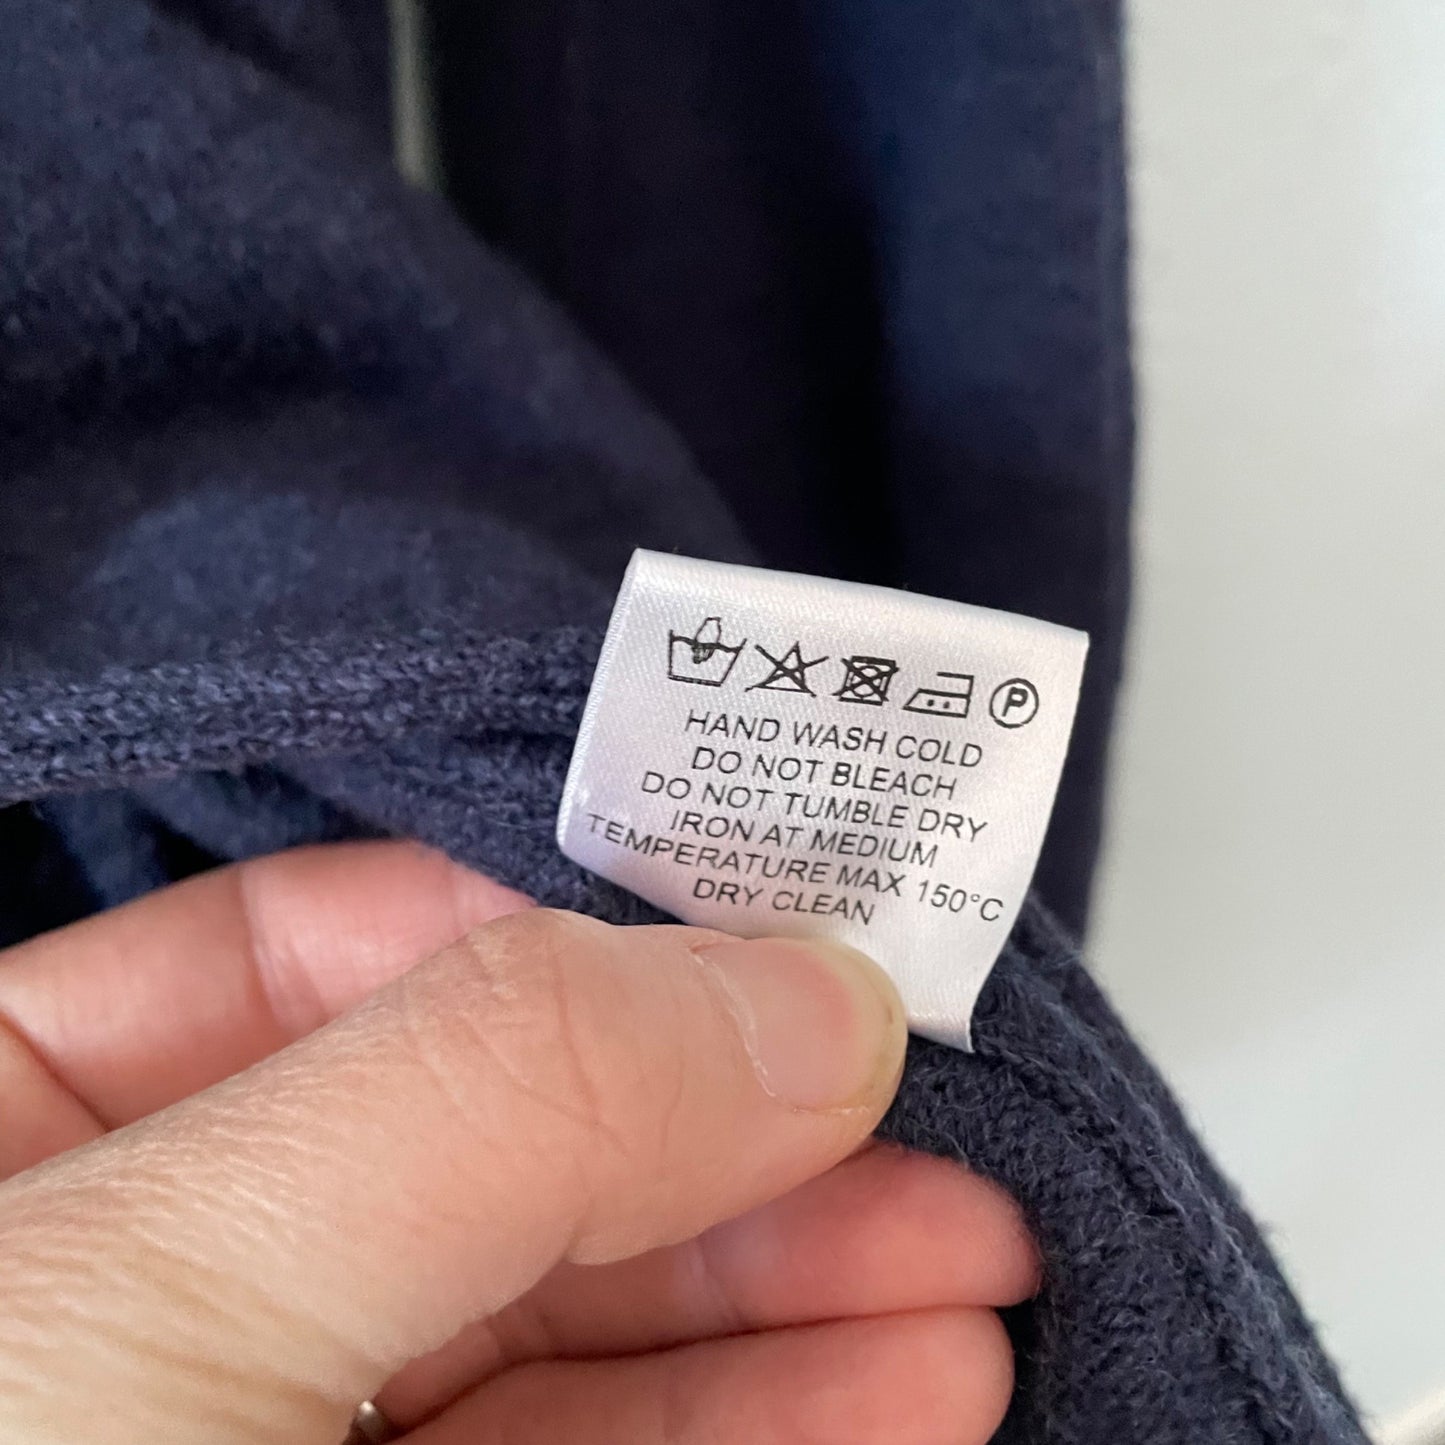 P
HAND WASH COLD
DO NOT BLEACH
DO NOT TUMBLE DRY
IRON AT MEDIUM
TEMPERATURE MAX 150°C
DRY CLEAN